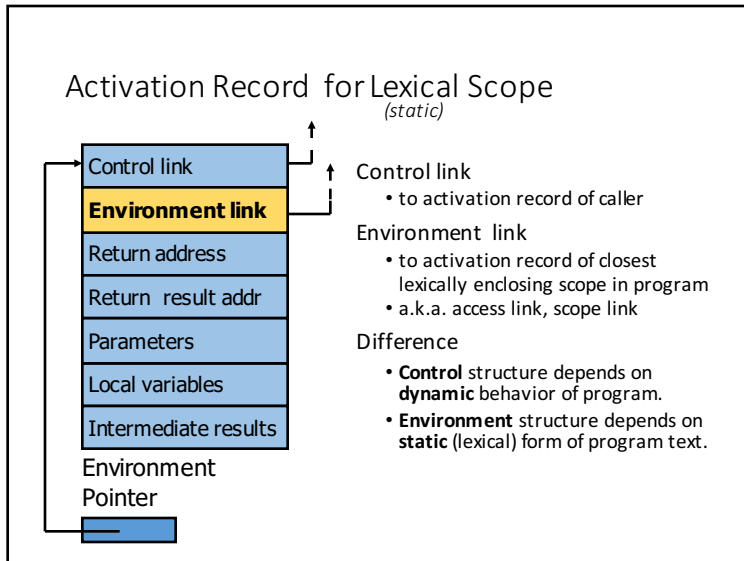 Activation Record for Lexical Scope
(static)
Control link
Environment link
Return address
Return result addr
Parameters
Local variables
Intermediate results
Environment
Pointer
Control link
• to activation record of caller
Environment link
• to activation record of closest
lexically enclosing scope in program
• a.k.a. access link, scope link
Difference
• Control structure depends on
dynamic behavior of program.
• Environment structure depends on
static (lexical) form of program text.